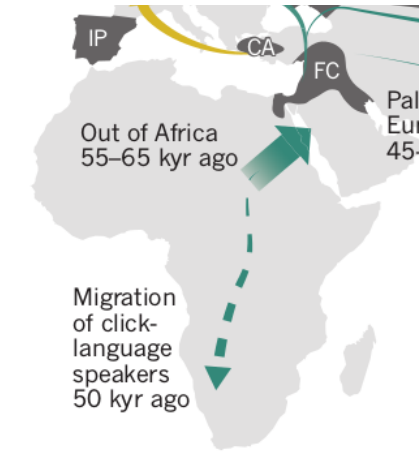 IP
CA
FC
Out of Africa
55–65 kyr ago
Pal
Eur
45-
Migration
of click-
language
speakers
50 kyr ago